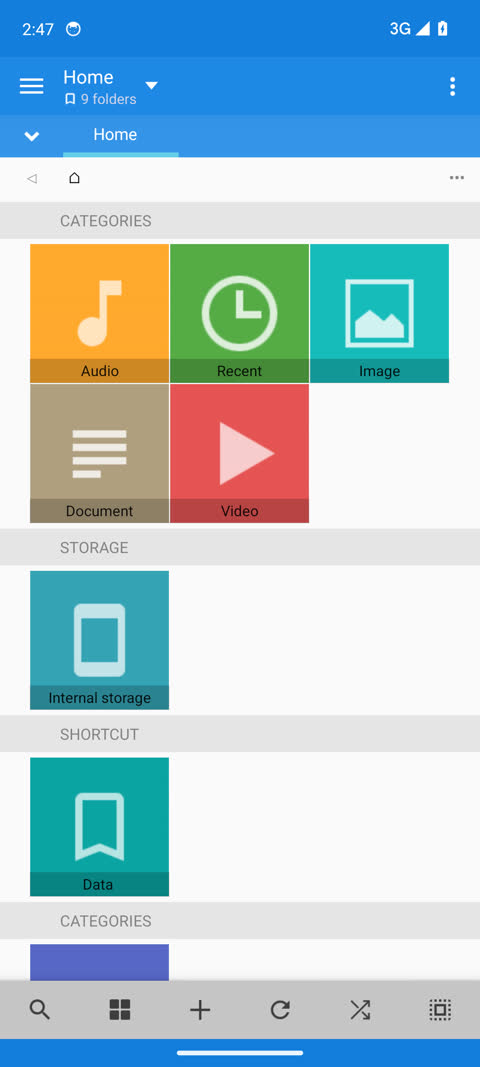 2:47
3G
Home
9 folders
Home
CATEGORIES
Audio
Recent
Image
Document
Video
STORAGE
Internal storage
SHORTCUT
Data
CATEGORIES